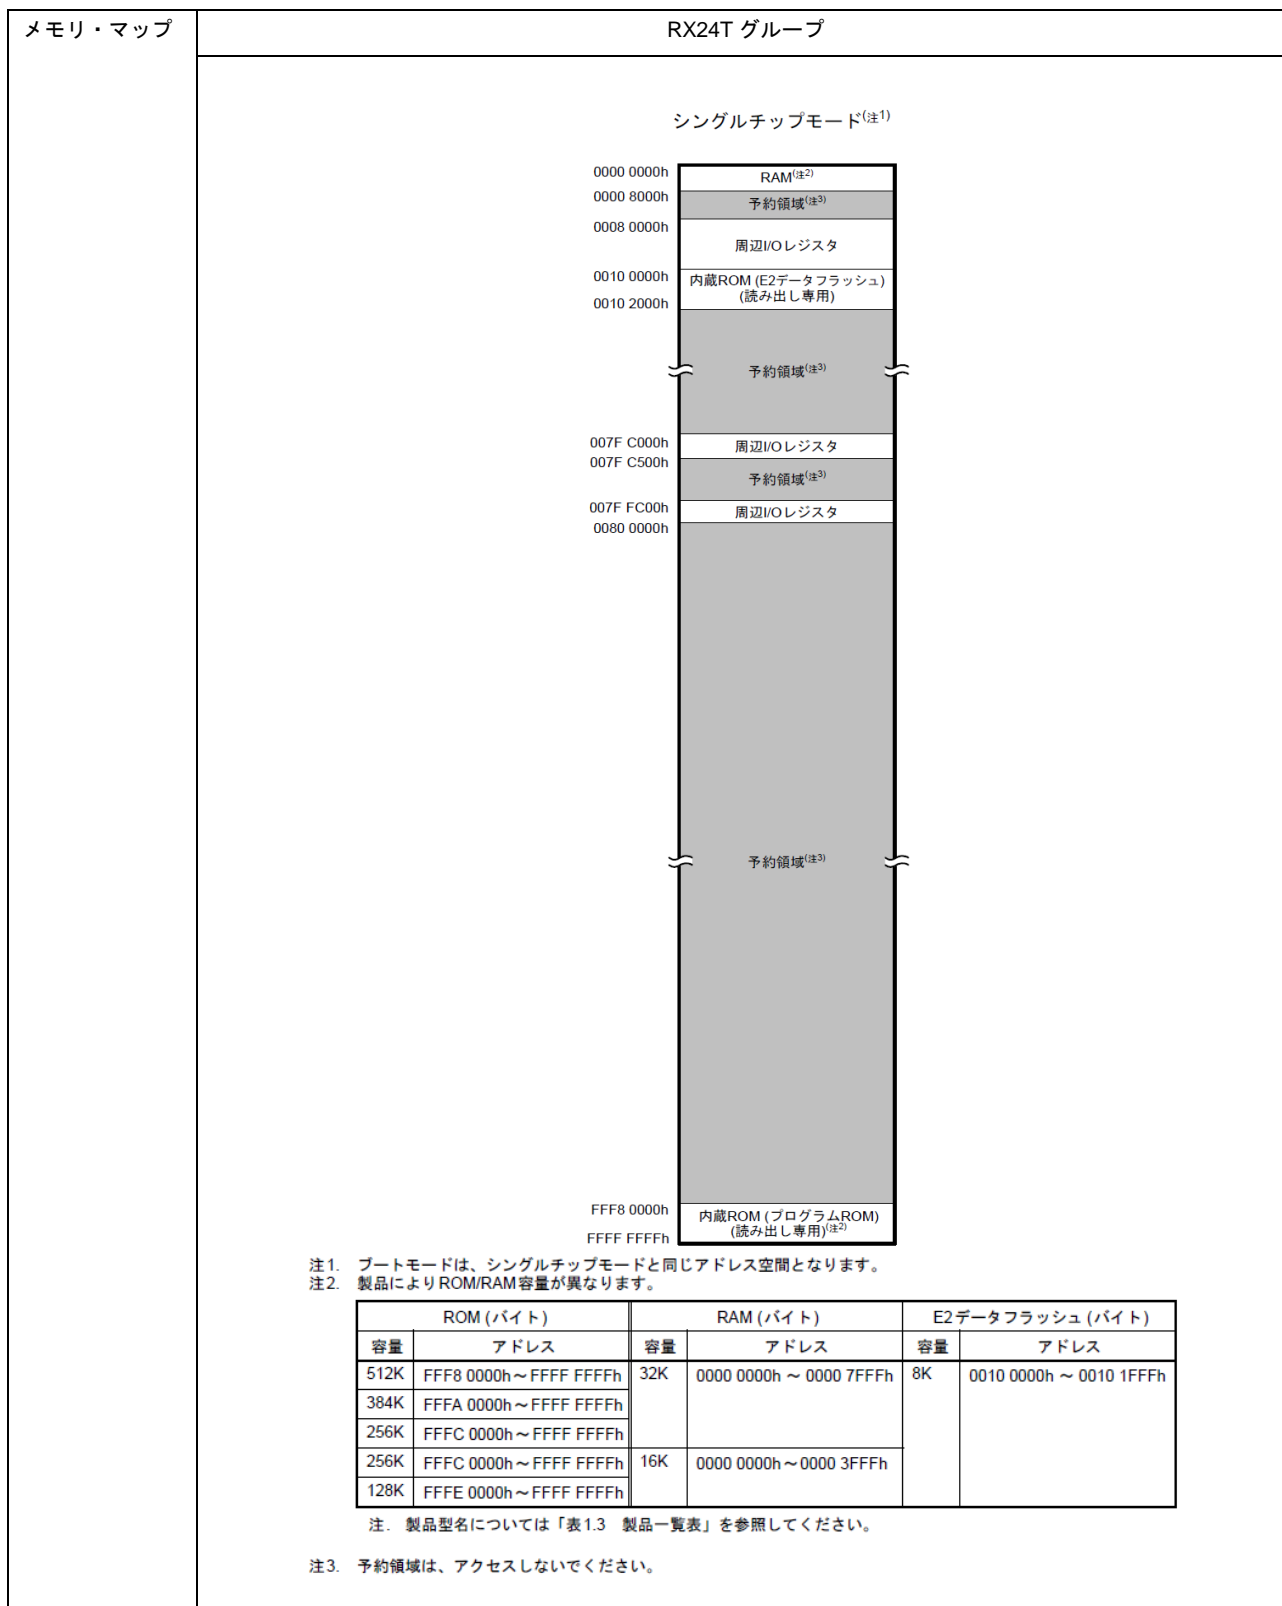 メモリ・マップ
RX24T グループ
シングルチップモード(注1)
0000 0000h
RAM(注2)
0000 8000h
予約領域(注3)
0008 0000h
周辺I/Oレジスタ
0010 0000h
内蔵ROM (E2データフラッシュ)
(読み出し専用)
0010 2000h
予約領域(注3)
007F C000h
周辺I/Oレジスタ
007F C500h
予約領域(注3)
007F FC00h
周辺I/Oレジスタ
0080 0000h
予約領域(注3)
FFF8 0000h
内蔵ROM (プログラムROM)
(読み出し専用)(注2)
FFFF FFFFh
注1. ブートモードは、シングルチップモードと同じアドレス空間となります。
注2. 製品によりROM/RAM容量が異なります。
ROM (バイト) RAM (バイト) E2データフラッシュ (バイト)
容量 アドレス 容量 アドレス 容量 アドレス
512K FFF8 0000h～FFFF FFFFh 32K 0000 0000h ～ 0000 7FFFh 8K 0010 0000h ～ 0010 1FFFh
384K FFFA 0000h～FFFF FFFFh
256K FFFC 0000h～FFFF FFFFh
256K FFFC 0000h～FFFF FFFFh 16K 0000 0000h～0000 3FFFh
128K FFFE 0000h～FFFF FFFFh
注. 製品型名については「表1.3 製品一覧表」を参照してください。
注3. 予約領域は、アクセスしないでください。